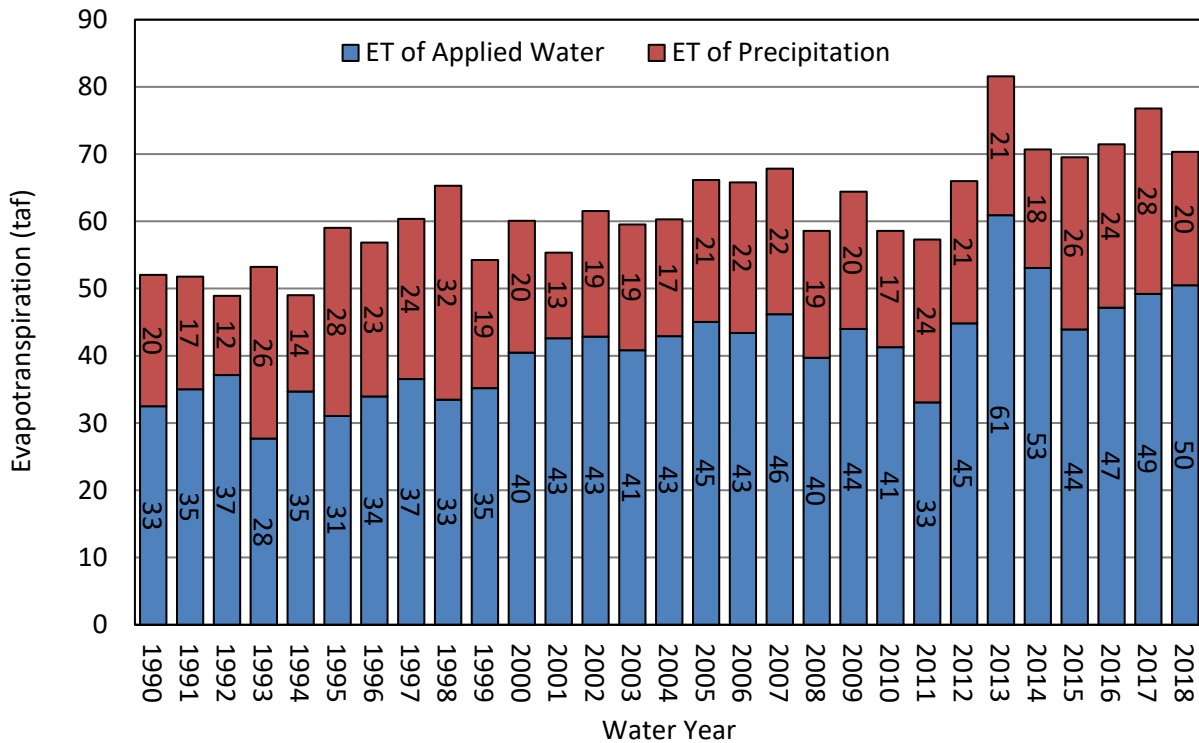 90
80
70
60
50
40
30
20
10
0
Evapotranspiration (taf)
ET of Applied Water ET of Precipitation
20 17 12 26 14 28 23 24 32 19 20 13 19 19 17 21 22 22 19 20 17 24 21 21 18 26 24 28 20
33 35 37 28 35 31 34 37 33 35 40 43 43 41 43 45 43 46 40 44 41 33 45 61 53 44 47 49 50
1990 1991 1992 1993 1994 1995 1996 1997 1998 1999 2000 2001 2002 2003 2004 2005 2006 2007 2008 2009 2010 2011 2012 2013 2014 2015 2016 2017 2018
Water Year